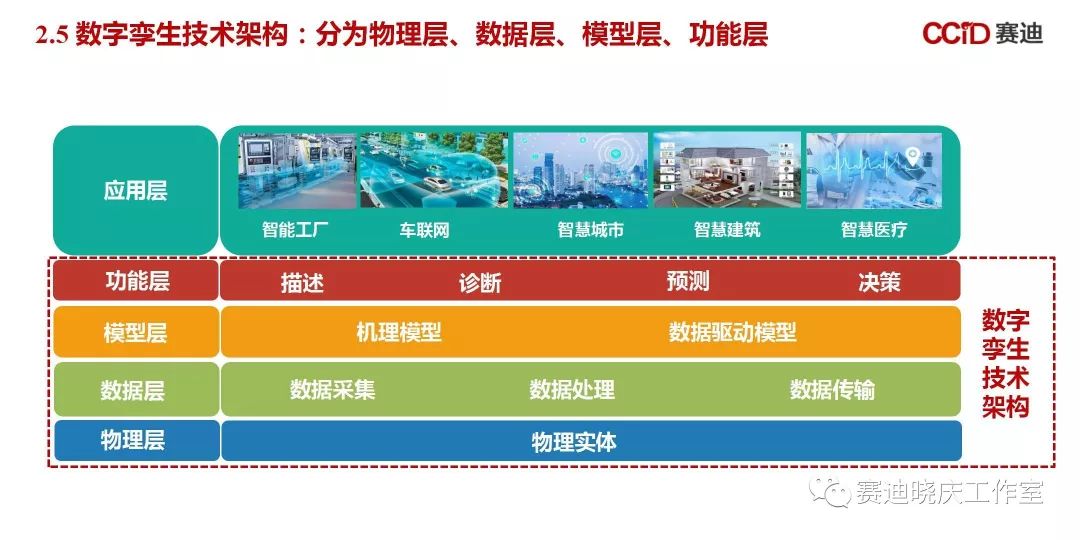 2.5 数字孪生技术架构：分为物理层、数据层、模型层、功能层
CCID 赛迪
应用层
智能工厂 车联网 智慧城市 智慧建筑 智慧医疗
功能层 描述 诊断 预测 决策
模型层 机理模型 数据驱动模型
数据层 数据采集 数据处理 数据传输
物理层 物理实体
数字
孪生
技术
架构
赛迪晓庆工作室